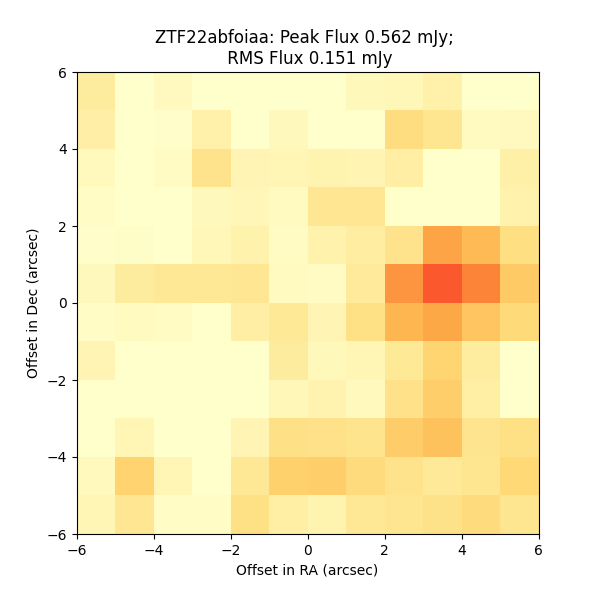 ZTF22abfoiaa: Peak Flux 0.562 mJy;
RMS Flux 0.151 mJy
6
4
2
0
−2
−4
−6
Offset in Dec (arcsec)
−6 −4 −2 0 2 4 6
Offset in RA (arcsec)